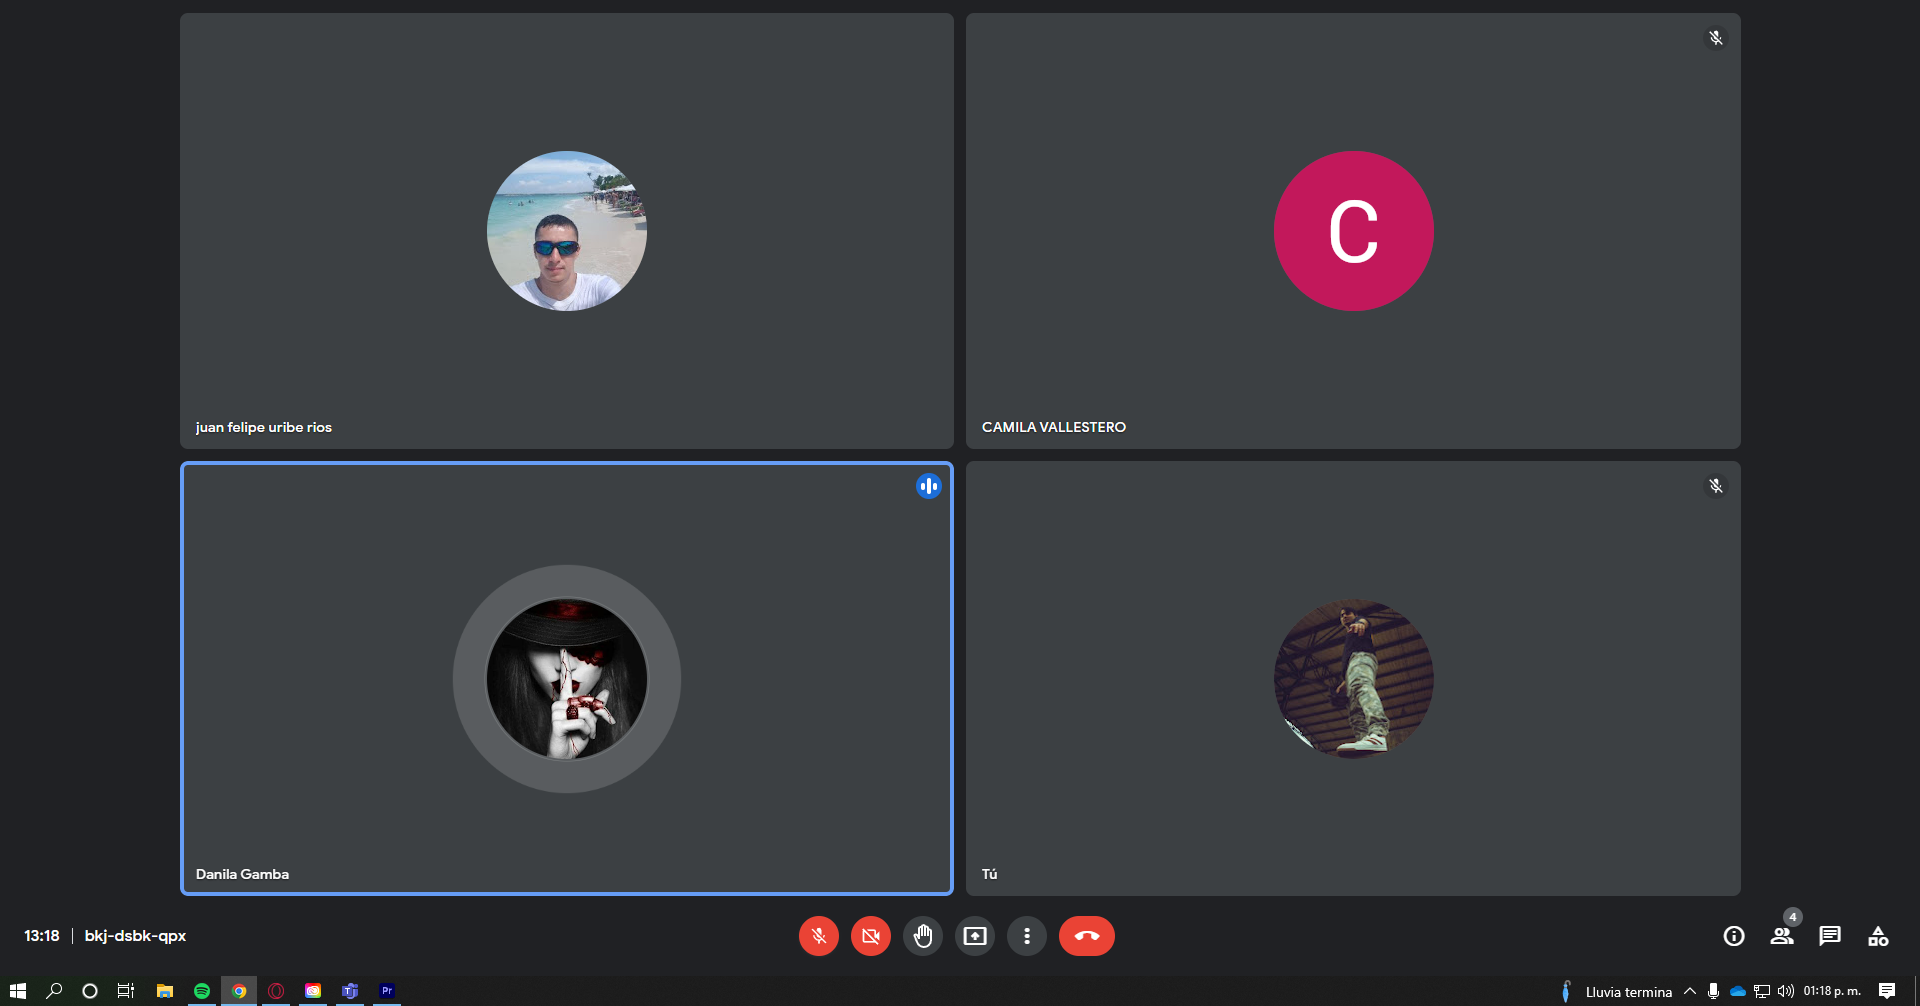 C
juan felipe uribe rios
CAMILA VALLESTERO
Danila Gamba
Tú
13:18 | bkj-dsbk-qpx
4
Pr
Lluvia termina
01:18 p. m.